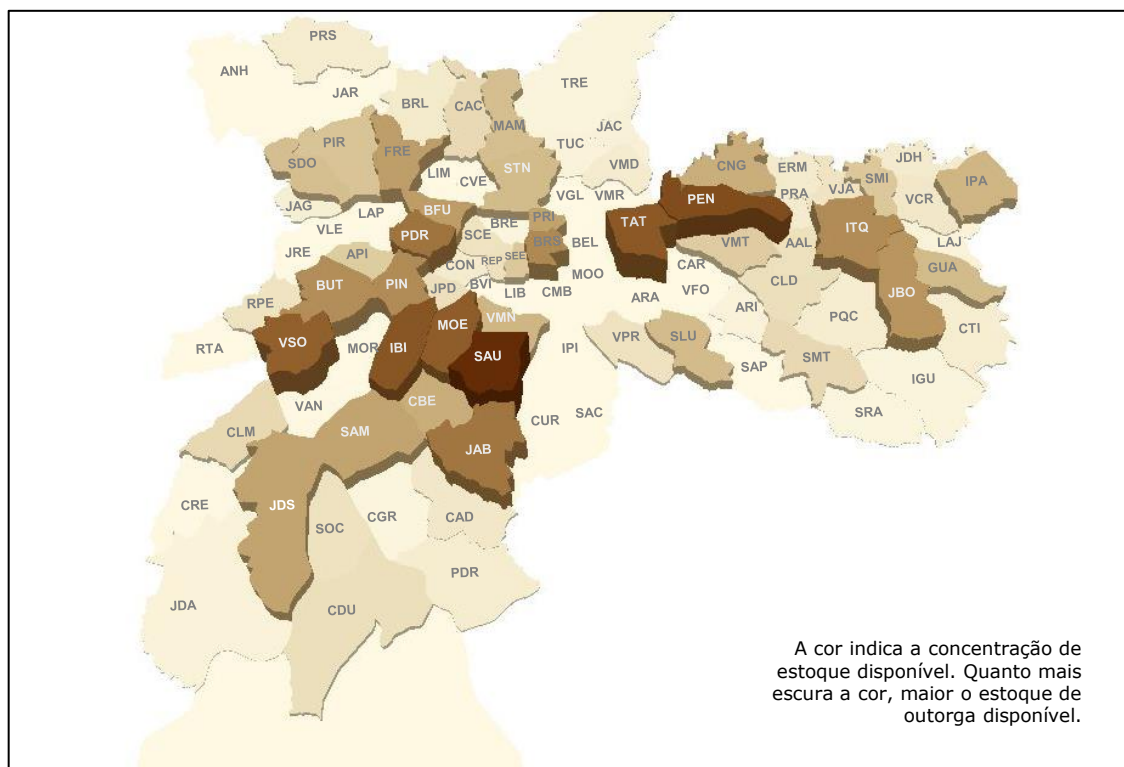 PRS
ANH
TRE
JAR
BRL
CAC
MAM
JAC
TUC
PIR
FRE
SDO
STN
LIM
CVE
VMD
CNG
ERM
JDH
SMI
IPA
VJA
VCR
PRA
VGL
VMR
PEN
JAG
LAP
BFU
BRE
PRI
TAT
ITQ
VLE
PDR
SCE
BRS
BEL
VMT
AAL
LAJ
JRE
API
CON
REP
SEE
MOO
CAR
GUA
BUT
PIN
JPD
BVI
LIB
CMB
ARA
VFO
CLD
JBO
RPE
ARI
PQC
CTI
RTA
VSO
MOR
IBI
MOE
VMN
SAU
IPI
VPR
SLU
SMT
SAP
IGU
VAN
CBE
CUR
SAC
SRA
CLM
SAM
JAB
CRE
JDS
SOC
CGR
CAD
PDR
JDA
CDU
A cor indica a concentração de
estoque disponível. Quanto mais
escura a cor, maior o estoque de
outorga disponível.